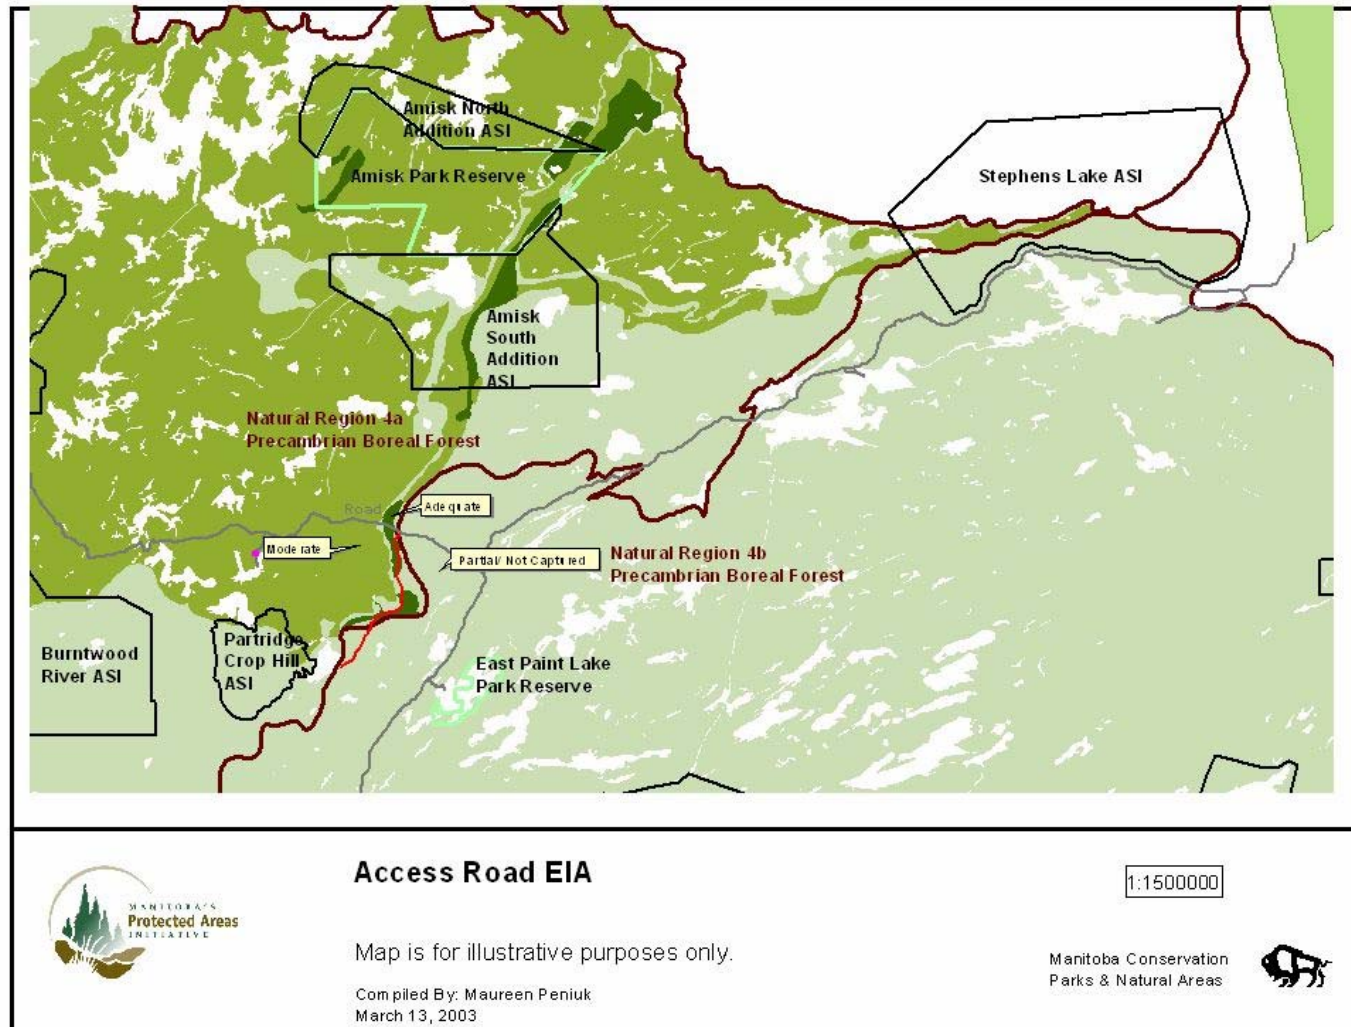 Amisk North
Addition ASI
Amisk Park Reserve
Stephens Lake ASI
Amisk
South
Addition
ASI
Natural Region 4a
Precambrian Boreal Forest
Road
Adequate
Moderate
Partial/ Not Captured
Natural Region 4b
Precambrian Boreal Forest
Burntwood
River ASI
Partridge
Crop Hill
ASI
East Paint Lake
Park Reserve
MANITOBA'S
Protected Areas
INITIATIVE
Access Road EIA
1:1500000
Map is for illustrative purposes only.
Compiled By: Maureen Peniuk
March 13, 2003
Manitoba Conservation
Parks & Natural Areas